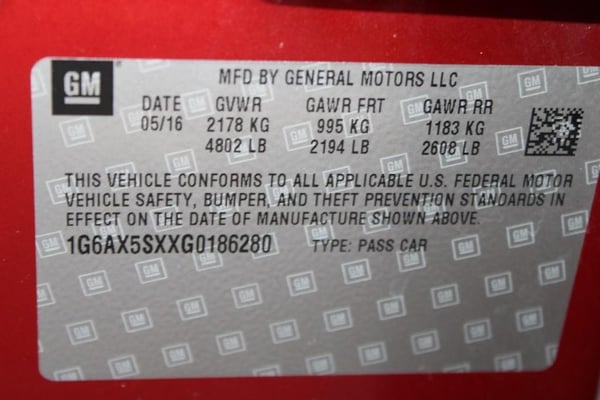 GM
MFD BY GENERAL MOTORS LLC
DATE GVWR GAWR FRT GAWR RR
05/16 2178 KG 995 KG 1183 KG
4802 LB 2194 LB 2608 LB
THIS VEHICLE CONFORMS TO ALL APPLICABLE U.S. FEDERAL MOTOR
VEHICLE SAFETY, BUMPER, AND THEFT PREVENTION STANDARDS IN
EFFECT ON THE DATE OF MANUFACTURE SHOWN ABOVE.
1G6AX5SXXG0186280 TYPE: PASS CAR